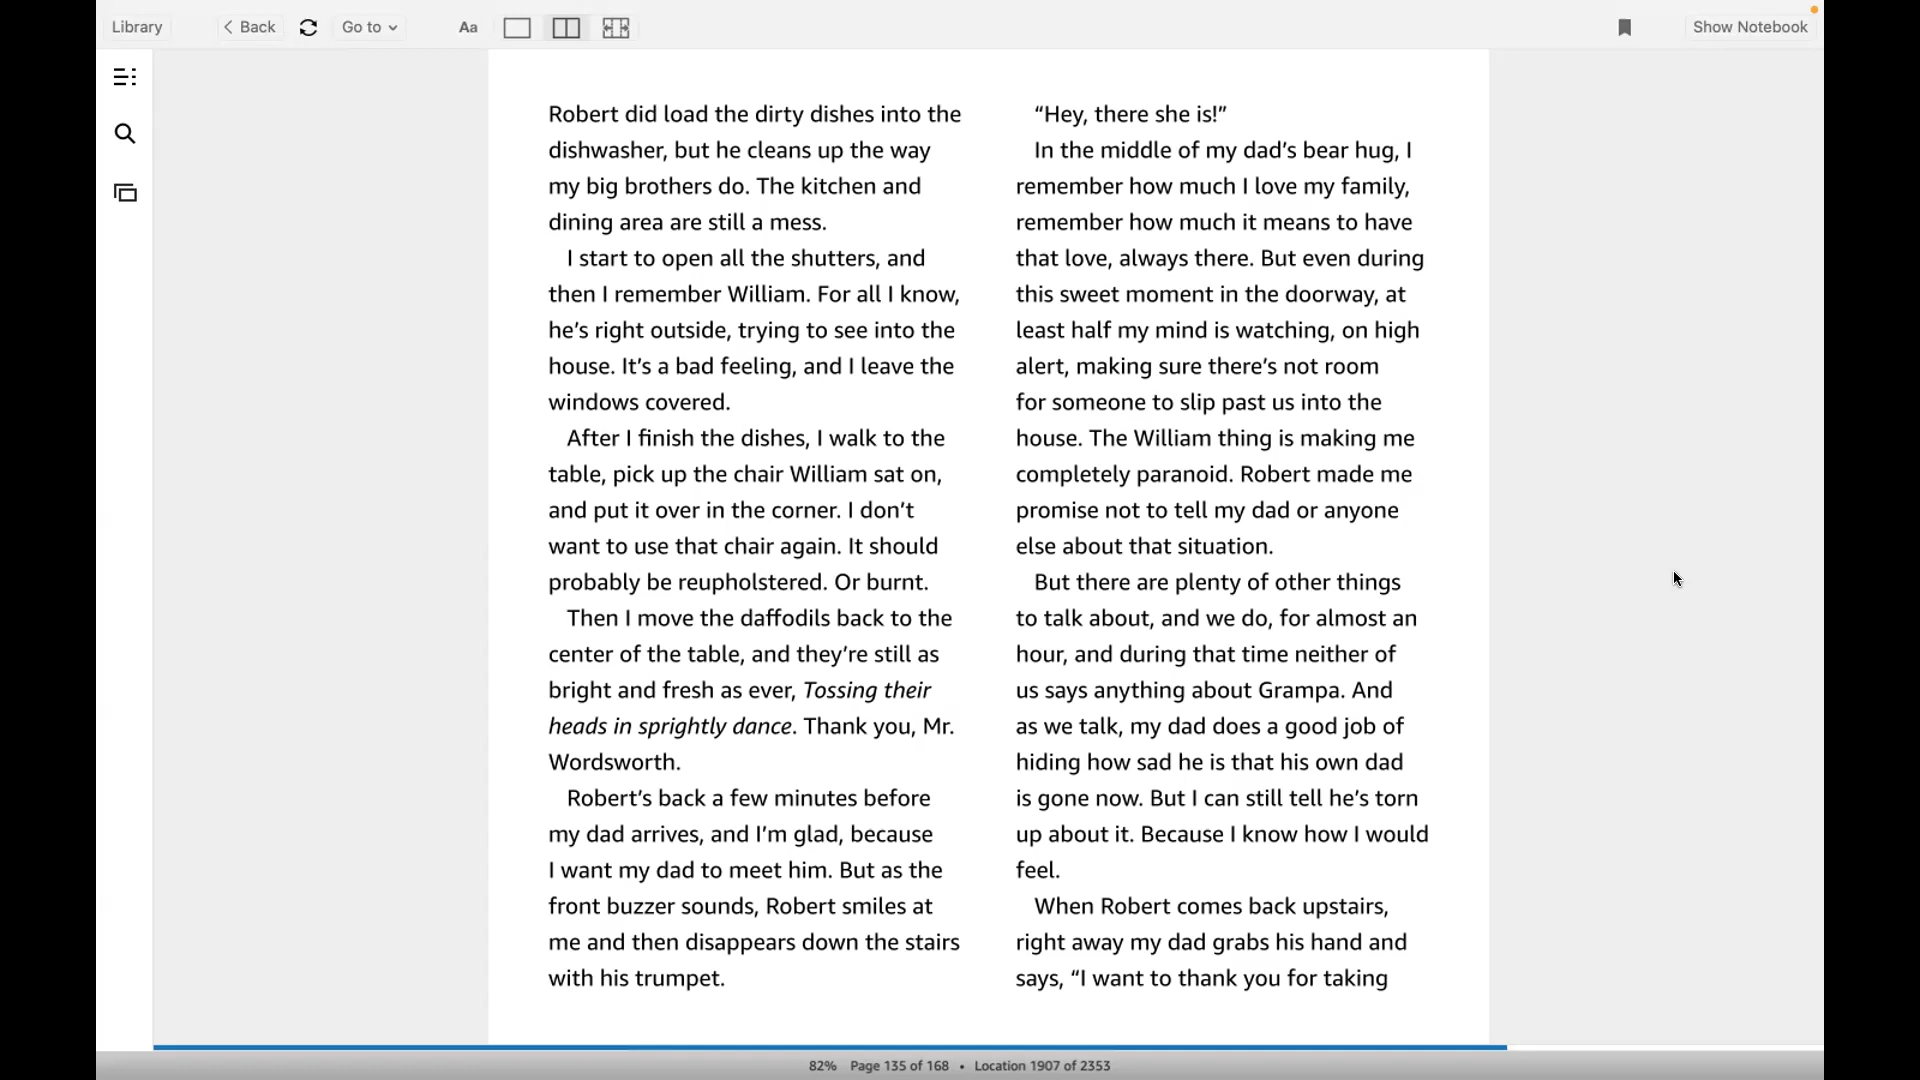 Library
Back
Go to
Aa
Show Notebook
Robert did load the dirty dishes into the
dishwasher, but he cleans up the way
my big brothers do. The kitchen and
dining area are still a mess.
I start to open all the shutters, and
then I remember William. For all I know,
he’s right outside, trying to see into the
house. It’s a bad feeling, and I leave the
windows covered.
After I finish the dishes, I walk to the
table, pick up the chair William sat on,
and put it over in the corner. I don’t
want to use that chair again. It should
probably be reupholstered. Or burnt.
Then I move the daffodils back to the
center of the table, and they’re still as
bright and fresh as ever, Tossing their
heads in sprightly dance. Thank you, Mr.
Wordsworth.
Robert’s back a few minutes before
my dad arrives, and I’m glad, because
I want my dad to meet him. But as the
front buzzer sounds, Robert smiles at
me and then disappears down the stairs
with his trumpet.
“Hey, there she is!”
In the middle of my dad’s bear hug, I
remember how much I love my family,
remember how much it means to have
that love, always there. But even during
this sweet moment in the doorway, at
least half my mind is watching, on high
alert, making sure there’s not room
for someone to slip past us into the
house. The William thing is making me
completely paranoid. Robert made me
promise not to tell my dad or anyone
else about that situation.
But there are plenty of other things
to talk about, and we do, for almost an
hour, and during that time neither of
us says anything about Grampa. And
as we talk, my dad does a good job of
hiding how sad he is that his own dad
is gone now. But I can still tell he’s torn
up about it. Because I know how I would
feel.
When Robert comes back upstairs,
right away my dad grabs his hand and
says, “I want to thank you for taking
82% Page 135 of 168 • Location 1907 of 2353